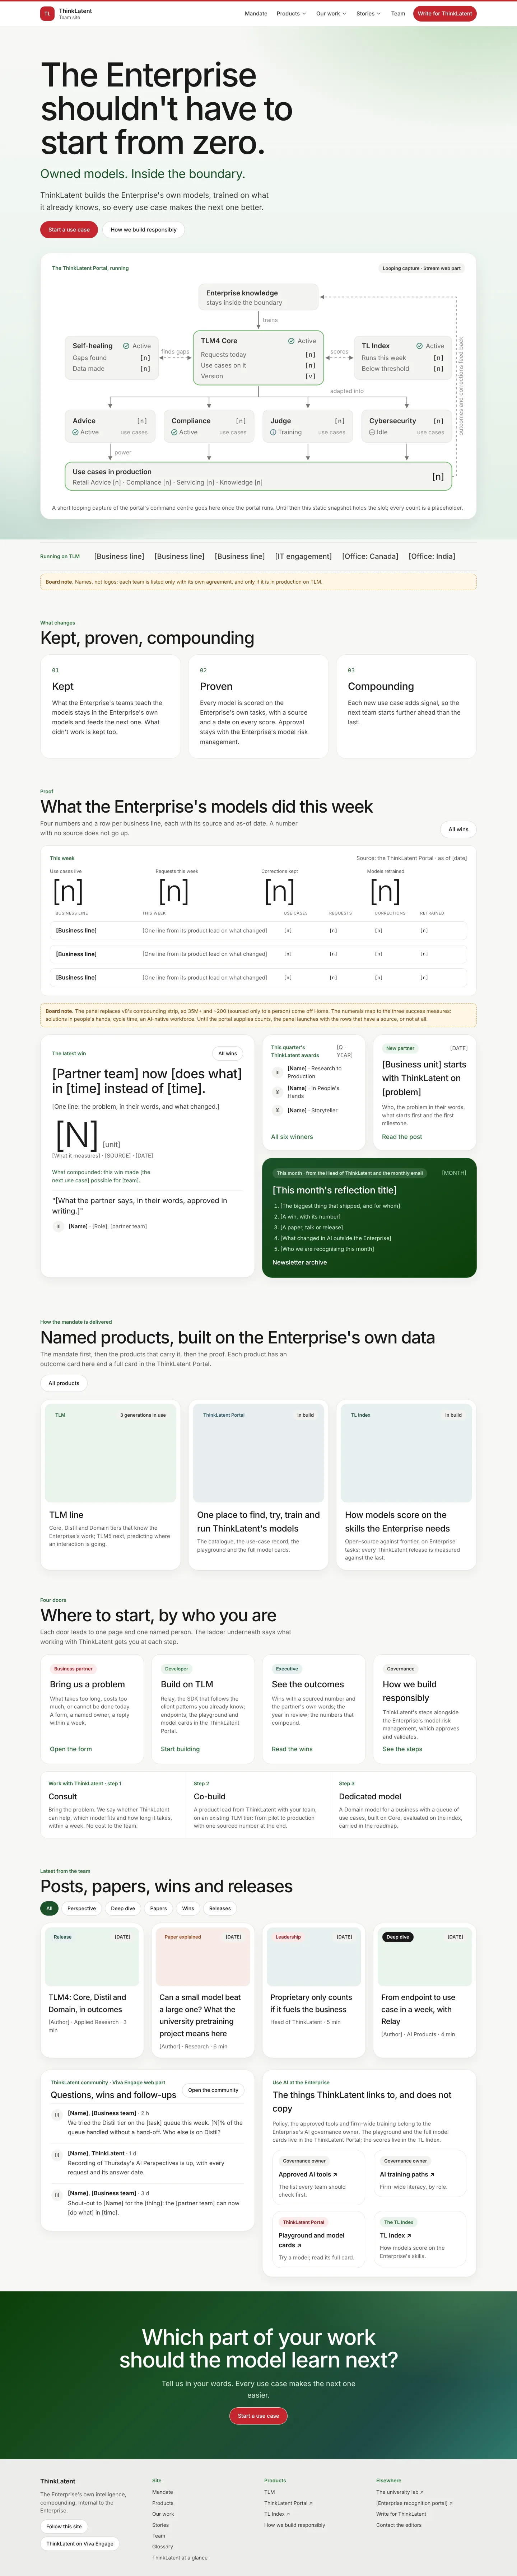 TL
ThinkLatent
Team site
Mandate
Products
Our work
Stories
Team
Write for ThinkLatent
The Enterprise
shouldn't have to
start from zero.
Owned models. Inside the boundary.
ThinkLatent builds the Enterprise's own models, trained on what
it already knows, so every use case makes the next one better.
Start a use case
How we build responsibly
The ThinkLatent Portal, running
Looping capture · Stream web part
Enterprise knowledge
stays inside the boundary
trains
Self-healing Active
Gaps found [n]
Data made [n]
finds gaps
TLM4 Core Active
Requests today [n]
Use cases on it [n]
Version [v]
scores
TL Index Active
Runs this week [n]
Below threshold [n]
outcomes and corrections feed back
adapted into
Advice [n]
Active use cases
Compliance [n]
Active use cases
Judge [n]
Training use cases
Cybersecurity [n]
Idle use cases
power
Use cases in production
Retail Advice [n] · Compliance [n] · Servicing [n] · Knowledge [n]
[n]
A short looping capture of the portal's command centre goes here once the portal runs. Until then this static snapshot holds the slot; every count is a placeholder.
Running on TLM
[Business line] [Business line] [Business line] [IT engagement] [Office: Canada] [Office: India]
Board note. Names, not logos: each team is listed only with its own agreement, and only if it is in production on TLM.
What changes
Kept, proven, compounding
01
Kept
What the Enterprise's teams teach the
models stays in the Enterprise's own
models and feeds the next one. What
didn't work is kept too.
02
Proven
Every model is scored on the
Enterprise's own tasks, with a source
and a date on every score. Approval
stays with the Enterprise's model risk
management.
03
Compounding
Each new use case adds signal, so the
next team starts further ahead than the
last.
Proof
What the Enterprise's models did this week
Four numbers and a row per business line, each with its source and as-of date. A number
with no source does not go up.
All wins
This week
Source: the ThinkLatent Portal · as of [date]
Use cases live
[n]
Requests this week
[n]
Corrections kept
[n]
Models retrained
[n]
BUSINESS LINE THIS WEEK USE CASES REQUESTS CORRECTIONS RETRAINED
[Business line] [One line from its product lead on what changed] [n] [n] [n] [n]
[Business line] [One line from its product lead on what changed] [n] [n] [n] [n]
[Business line] [One line from its product lead on what changed] [n] [n] [n] [n]
Board note. The panel replaces v8's compounding strip, so 35M+ and ~200 (sourced only to a person) come off Home. The numerals map to the three success measures:
solutions in people's hands, cycle time, an AI-native workforce. Until the portal supplies counts, the panel launches with the rows that have a source, or not at all.
The latest win
All wins
[Partner team] now [does what]
in [time] instead of [time].
[One line: the problem, in their words, and what changed.]
[N] [unit]
[What it measures] · [SOURCE] · [DATE]
What compounded: this win made [the
next use case] possible for [team].
"[What the partner says, in their words, approved in
writing.]"
[Name] · [Role], [partner team]
This quarter's
ThinkLatent awards
[Q ·
YEAR]
[Name] · Research to
Production
[Name] · In People's
Hands
[Name] · Storyteller
All six winners
New partner
[DATE]
[Business unit] starts
with ThinkLatent on
[problem]
Who, the problem in their words,
what starts first and the first
milestone.
Read the post
This month · from the Head of ThinkLatent and the monthly email
[MONTH]
[This month's reflection title]
1. [The biggest thing that shipped, and for whom]
2. [A win, with its number]
3. [A paper, talk or release]
4. [What changed in AI outside the Enterprise]
5. [Who we are recognising this month]
Newsletter archive
How the mandate is delivered
Named products, built on the Enterprise's own data
The mandate first, then the products that carry it, then the proof. Each product has an
outcome card here and a full card in the ThinkLatent Portal.
All products
TLM
3 generations in use
TLM line
Core, Distil and Domain tiers that know the
Enterprise's work; TLM5 next, predicting where
an interaction is going.
ThinkLatent Portal
In build
One place to find, try, train and
run ThinkLatent's models
The catalogue, the use-case record, the
playground and the full model cards.
TL Index
In build
How models score on the
skills the Enterprise needs
Open-source against frontier, on Enterprise
tasks; every ThinkLatent release is measured
against the last.
Four doors
Where to start, by who you are
Each door leads to one page and one named person. The ladder underneath says what
working with ThinkLatent gets you at each step.
Business partner
Bring us a problem
What takes too long, costs too
much, or cannot be done today.
A form, a named owner, a reply
within a week.
Open the form
Developer
Build on TLM
Relay, the SDK that follows the
client patterns you already know;
endpoints, the playground and
model cards in the ThinkLatent
Portal.
Start building
Executive
See the outcomes
Wins with a sourced number and
the partner's own words; the
year in review; the numbers that
compound.
Read the wins
Governance
How we build
responsibly
ThinkLatent's steps alongside
the Enterprise's model risk
management, which approves
and validates.
See the steps
Work with ThinkLatent · step 1
Consult
Bring the problem. We say whether ThinkLatent
can help, which model fits and how long it takes,
within a week. No cost to the team.
Step 2
Co-build
A product lead from ThinkLatent with your team,
on an existing TLM tier: from pilot to production
with one sourced number at the end.
Step 3
Dedicated model
A Domain model for a business with a queue of
use cases, built on Core, evaluated on the index,
carried in the roadmap.
Latest from the team
Posts, papers, wins and releases
All
Perspective
Deep dive
Papers
Wins
Releases
Release
[DATE]
TLM4: Core, Distil and
Domain, in outcomes
[Author] · Applied Research · 3
min
Paper explained
[DATE]
Can a small model beat
a large one? What the
university pretraining
project means here
[Author] · Research · 6 min
Leadership
[DATE]
Proprietary only counts
if it fuels the business
Head of ThinkLatent · 5 min
Deep dive
[DATE]
From endpoint to use
case in a week, with
Relay
[Author] · AI Products · 4 min
ThinkLatent community · Viva Engage web part
Questions, wins and follow-ups
Open the community
[Name], [Business team] · 2 h
We tried the Distil tier on the [task] queue this week. [N]% of the
queue handled without a hand-off. Who else is on Distil?
[Name], ThinkLatent · 1 d
Recording of Thursday's AI Perspectives is up, with every
request and its answer date.
[Name], [Business team] · 3 d
Shout-out to [Name] for the [thing]: the [partner team] can now
[do what] in [time].
Use AI at the Enterprise
The things ThinkLatent links to, and does not
copy
Policy, the approved tools and firm-wide literacy training belong to the
Enterprise's AI governance owner. The playground and the full model
cards live in the ThinkLatent Portal; the scores live in the TL Index.
Governance owner
Approved AI tools ↗
The list every team should
check first.
Governance owner
AI training paths ↗
Firm-wide literacy, by role.
ThinkLatent Portal
Playground and model
cards ↗
Try a model; read its full card.
The TL Index
TL Index ↗
How models score on the
Enterprise's skills.
Which part of your work
should the model learn next?
Tell us in your words. Every use case makes the next one
easier.
Start a use case
ThinkLatent
The Enterprise's own intelligence,
compounding. Internal to the
Enterprise.
Follow this site
ThinkLatent on Viva Engage
Site
Mandate
Products
Our work
Stories
Team
Glossary
ThinkLatent at a glance
Products
TLM
ThinkLatent Portal ↗
TL Index ↗
How we build responsibly
Elsewhere
The university lab ↗
[Enterprise recognition portal] ↗
Write for ThinkLatent
Contact the editors